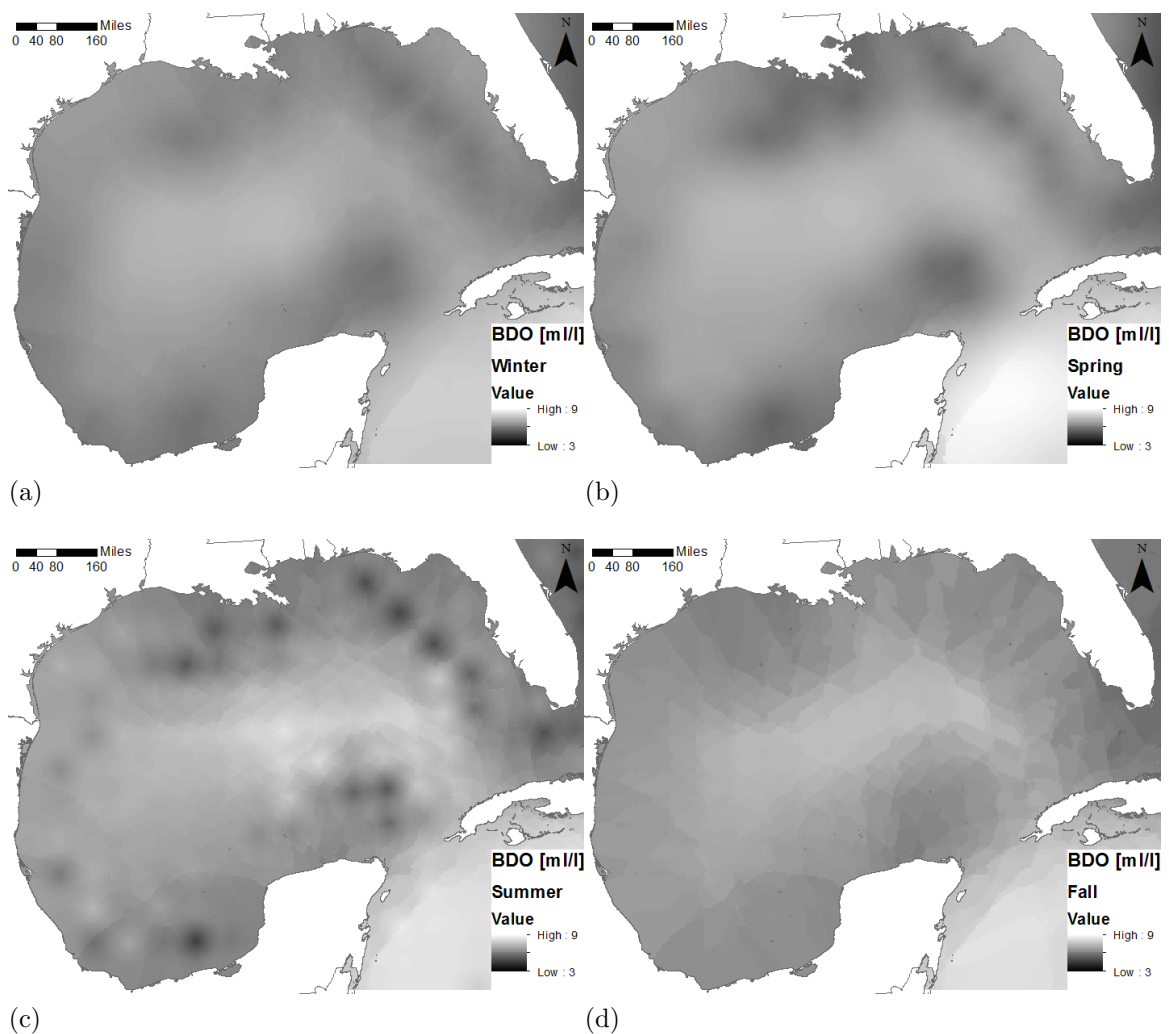 Miles
0 40 80 160
N
BDO [ml/l]
Winter
Value
High : 9
Low : 3
(a)
Miles
0 40 80 160
N
BDO [ml/l]
Spring
Value
High : 9
Low : 3
(b)
Miles
0 40 80 160
N
BDO [ml/l]
Summer
Value
High : 9
Low : 3
(c)
Miles
0 40 80 160
N
BDO [ml/l]
Fall
Value
High : 9
Low : 3
(d)